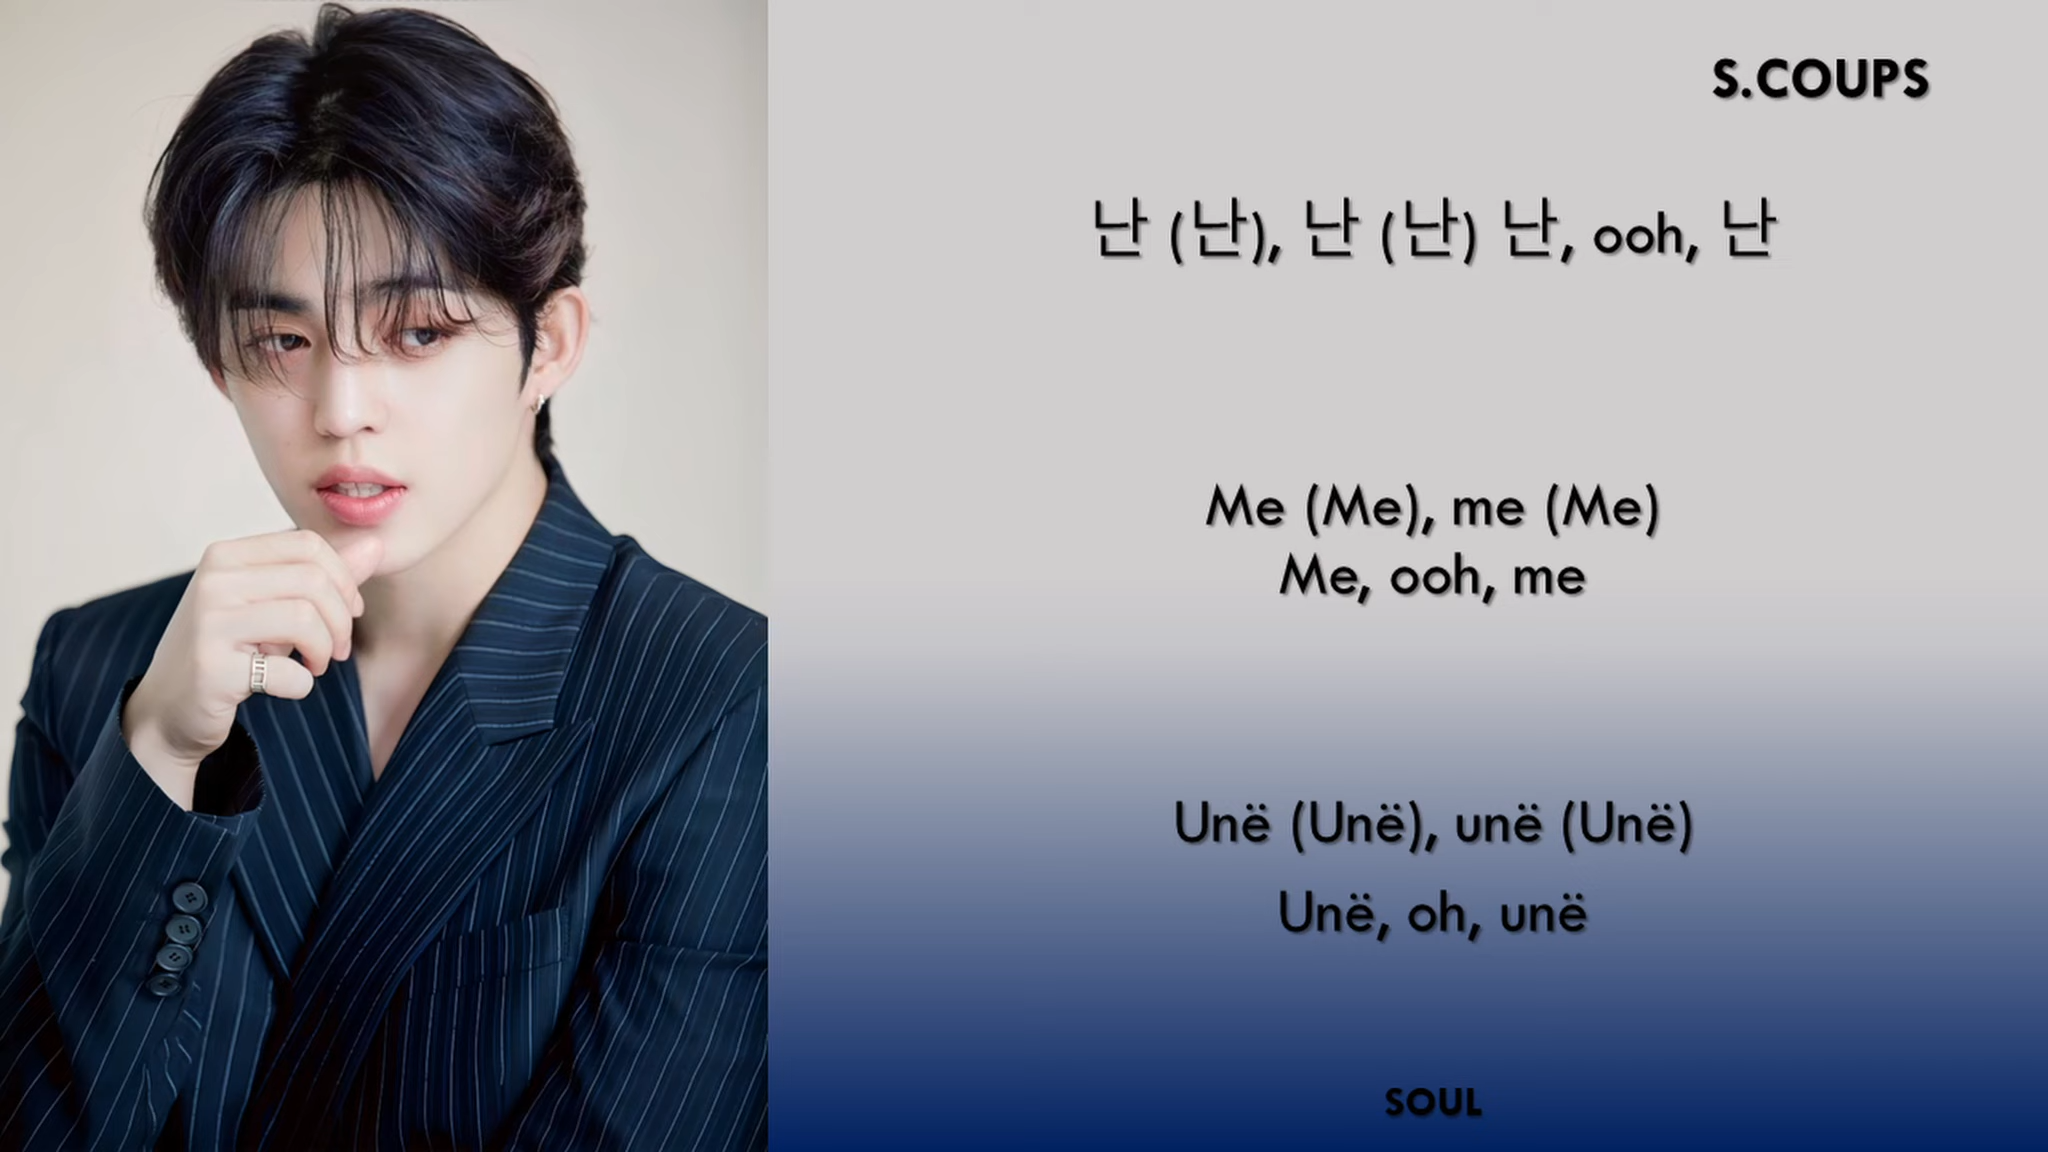 S.COUPS
난 (난), 난 (난) 난, ooh, 난
Me (Me), me (Me)
Me, ooh, me
Unë (Unë), unë (Unë)
Unë, oh, unë
SOUL